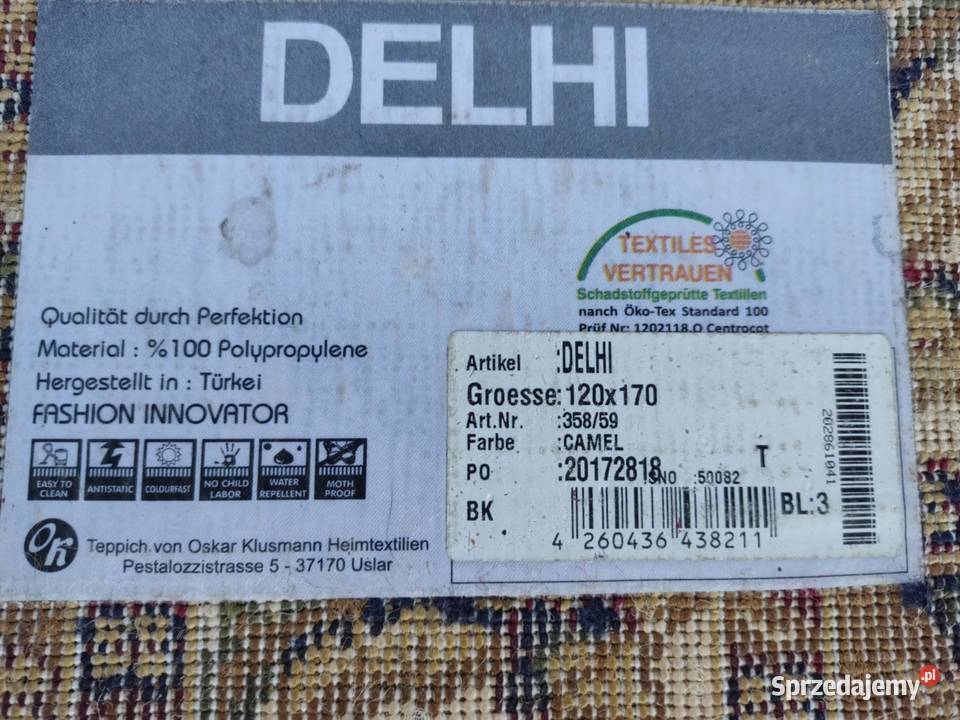 DELHI
TEXTILES
VERTRAUEN
Schadstoffgeprütte Textillen
nanch Öko-Tex Standard 100
Prüf Nr: 1202118.O Centrocot
Qualität durch Perfektion
Material : %100 Polypropylene
Hergestellt in : Türkei
FASHION INNOVATOR
EASY TO CLEAN
ANTISTATIC
COLOURFAST
NO CHILD LABOR
WATER REPELLENT
MOTH PROOF
OK
Teppich von Oskar Klusmann Heimtextilien
Pestalozzistrasse 5 - 37170 Uslar
Artikel :DELHI
Groesse:120x170
Art.Nr. :358/59
Farbe :CAMEL
PO :20172818 SNO :50082 T
BK BL:3
4 260436 438211
202861041
Sprzedajemy.pl